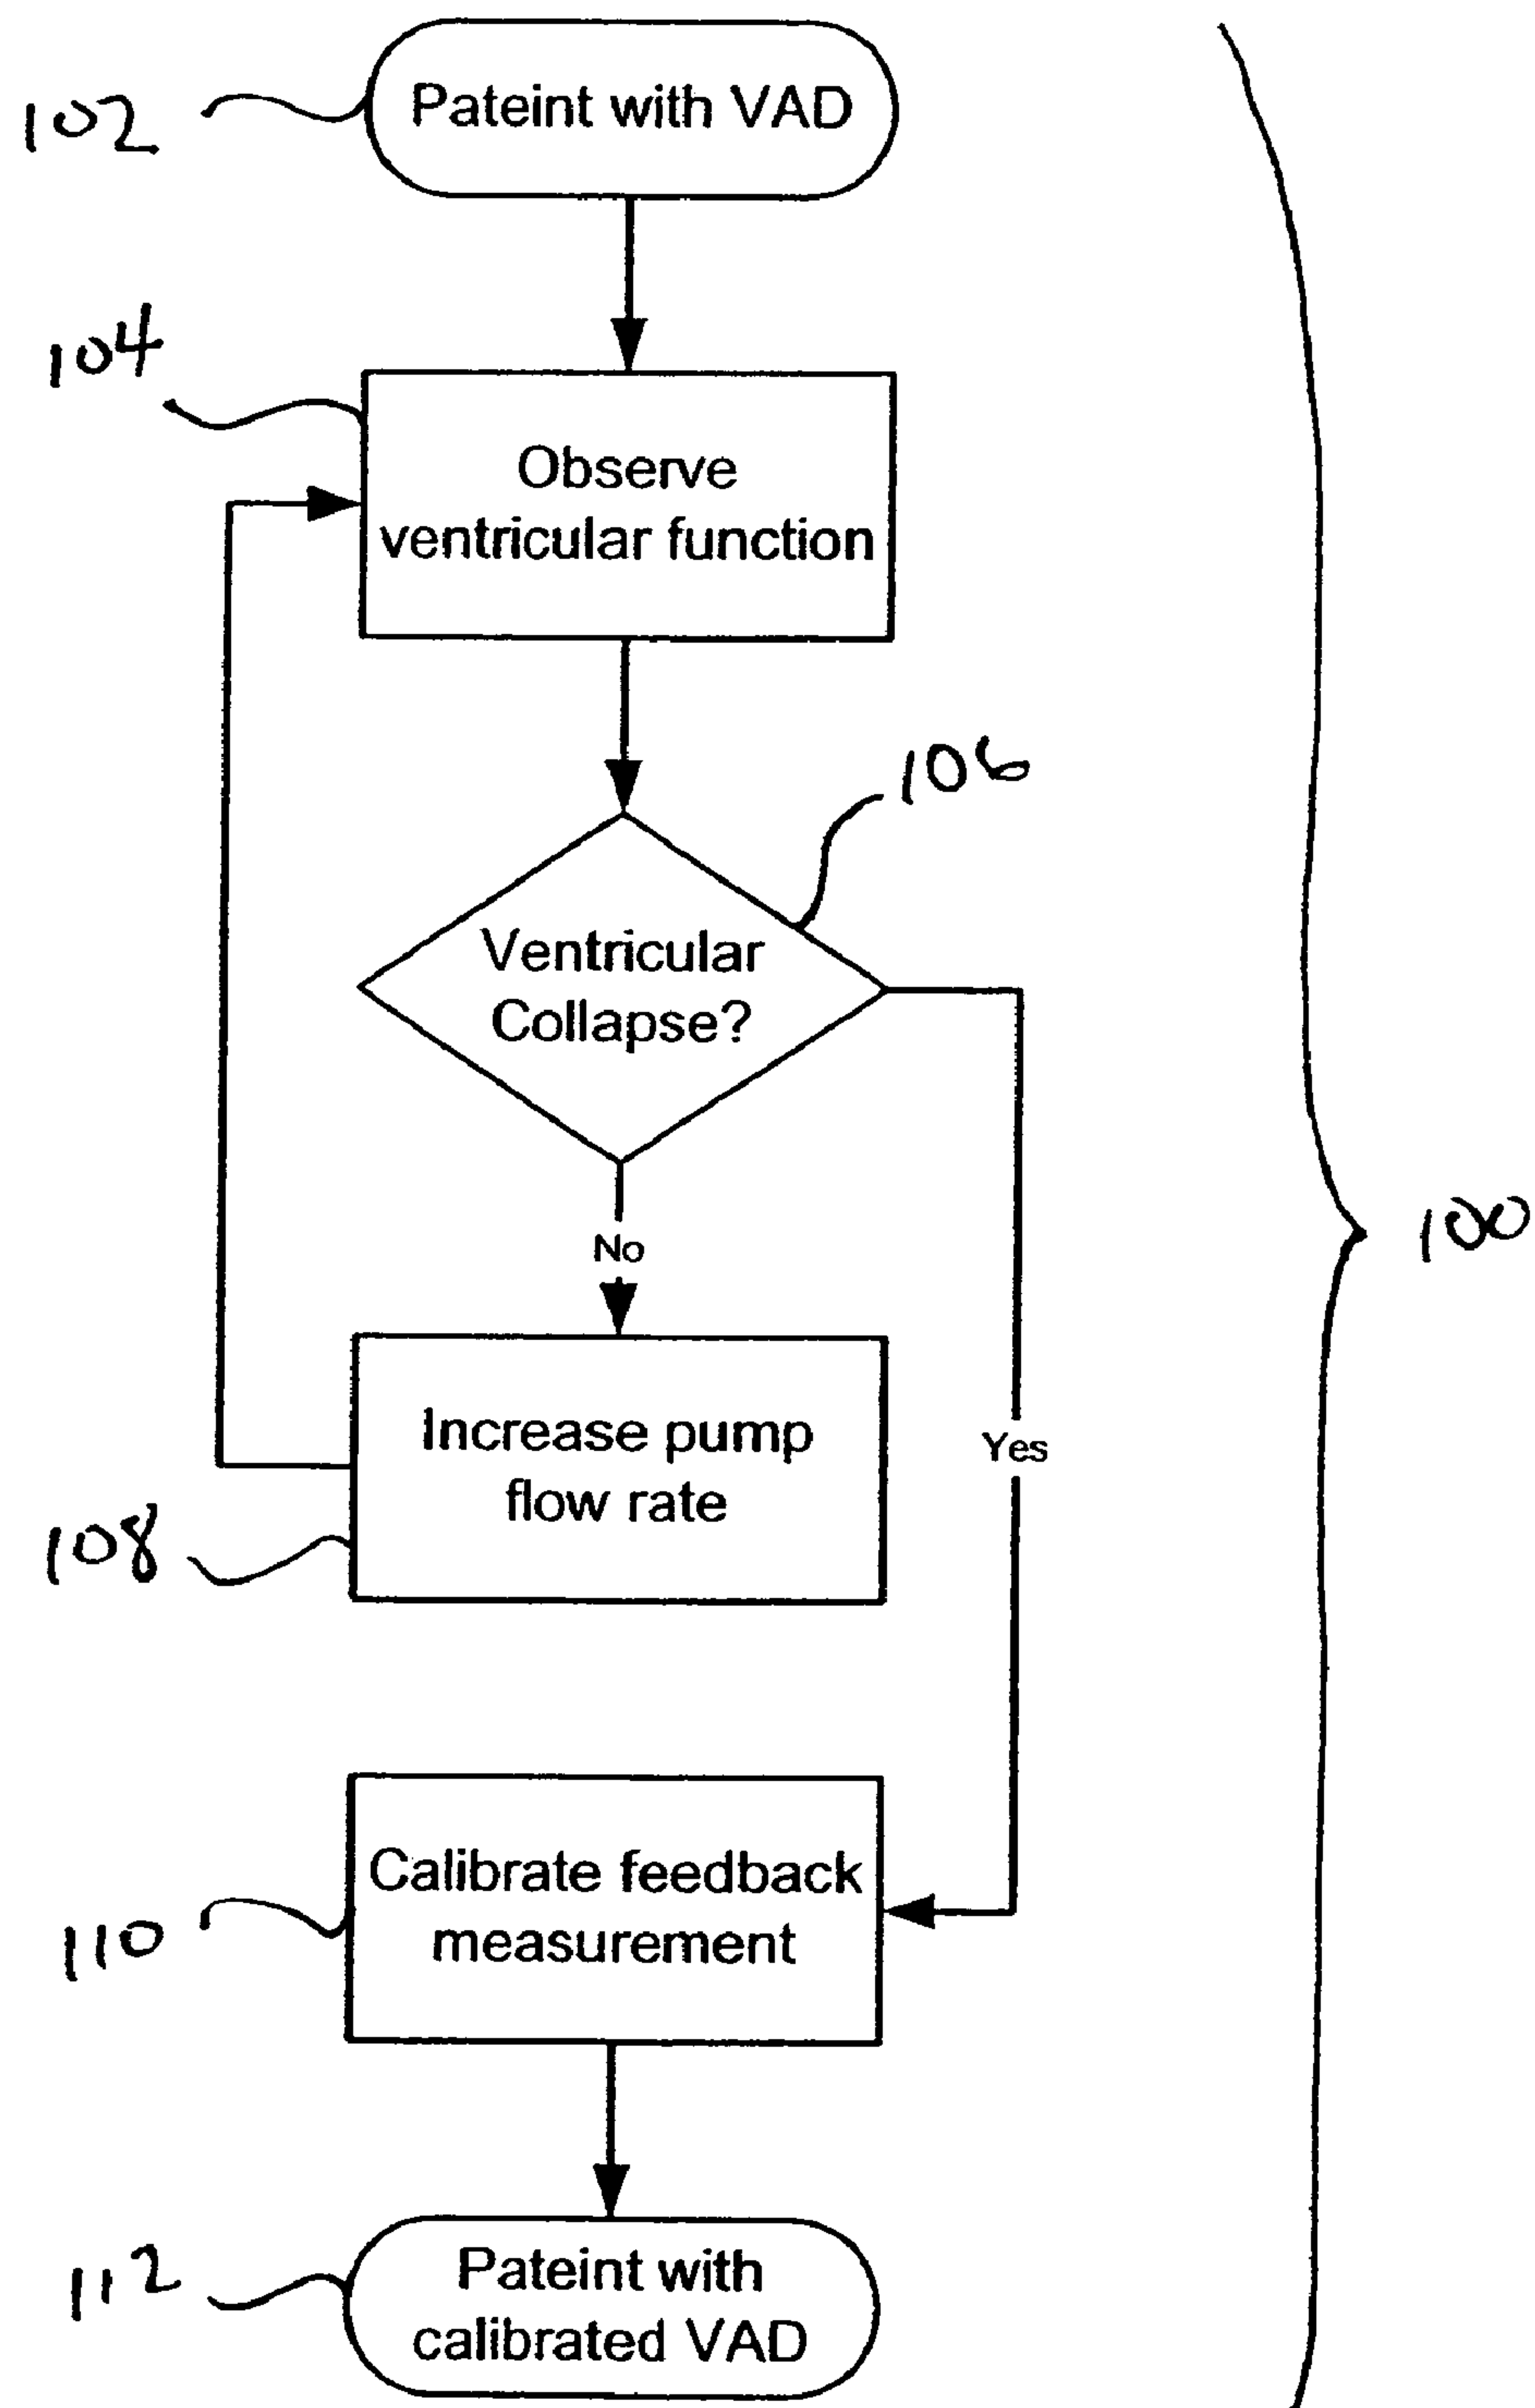 102
Pateint with VAD
104
Observe
ventricular function
106
Ventricular
Collapse?
No
100
Increase pump
flow rate
Yes
108
Calibrate feedback
measurement
110
Pateint with
calibrated VAD
112